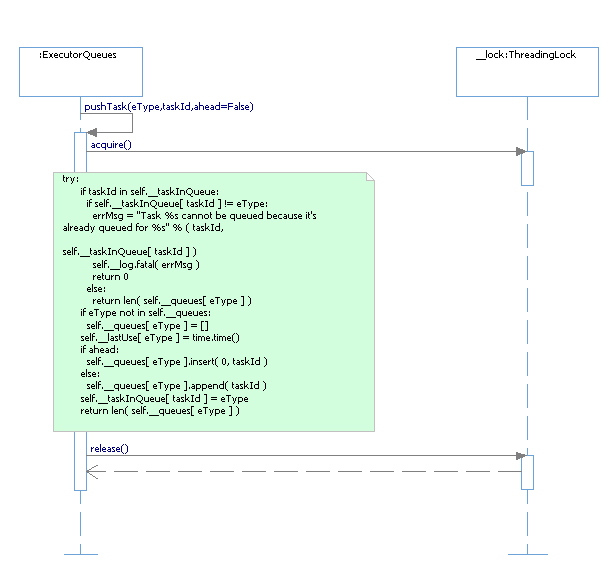 :ExecutorQueues
__lock:ThreadingLock
pushTask(eType,taskId,ahead=False)
acquire()
try:
if taskId in self.__taskInQueue:
if self.__taskInQueue[ taskId ] != eType:
errMsg = "Task %s cannot be queued because it's
already queued for %s" % ( taskId,
self.__taskInQueue[ taskId ] )
self.__log.fatal( errMsg )
return 0
else:
return len( self.__queues[ eType ] )
if eType not in self.__queues:
self.__queues[ eType ] = []
self.__lastUse[ eType ] = time.time()
if ahead:
self.__queues[ eType ].insert( 0, taskId )
else:
self.__queues[ eType ].append( taskId )
self.__taskInQueue[ taskId ] = eType
return len( self.__queues[ eType ] )
release()